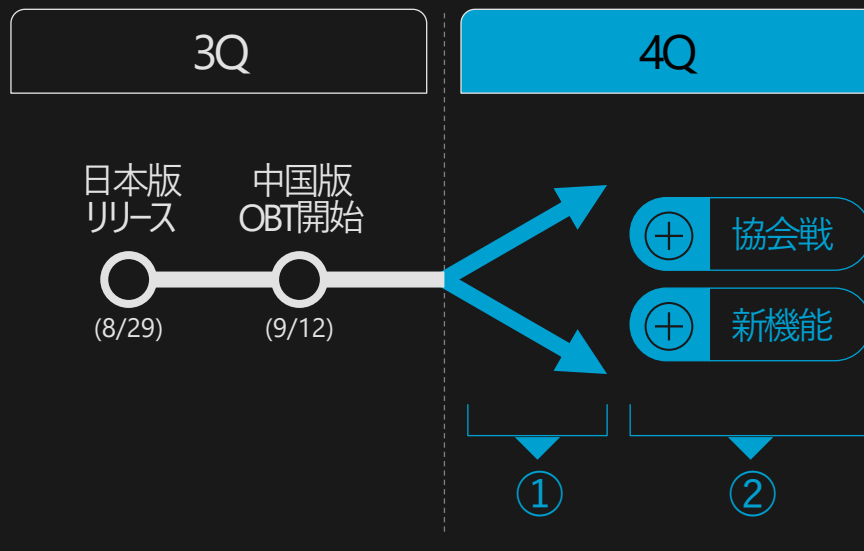 3Q
4Q
日本版
リリース
中国版
OBT開始
(8/29)
(9/12)
協会戦
新機能
①
②